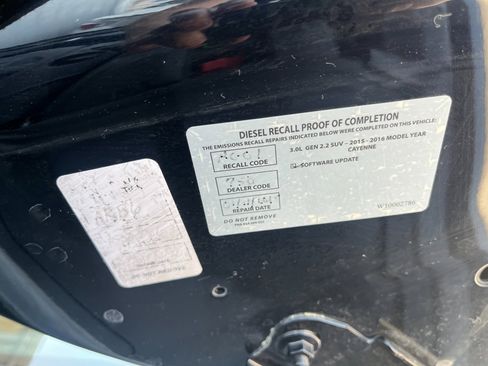 DIESEL RECALL PROOF OF COMPLETION
THE EMISSIONS RECALL REPAIRS INDICATED BELOW WERE COMPLETED ON THIS VEHICLE:
3.0L GEN 2.2 SUV – 2015 - 2016 MODEL YEAR
CAYENNE
SOFTWARE UPDATE
RECALL CODE
DEALER CODE
REPAIR DATE
DO NOT REMOVE
W10002786